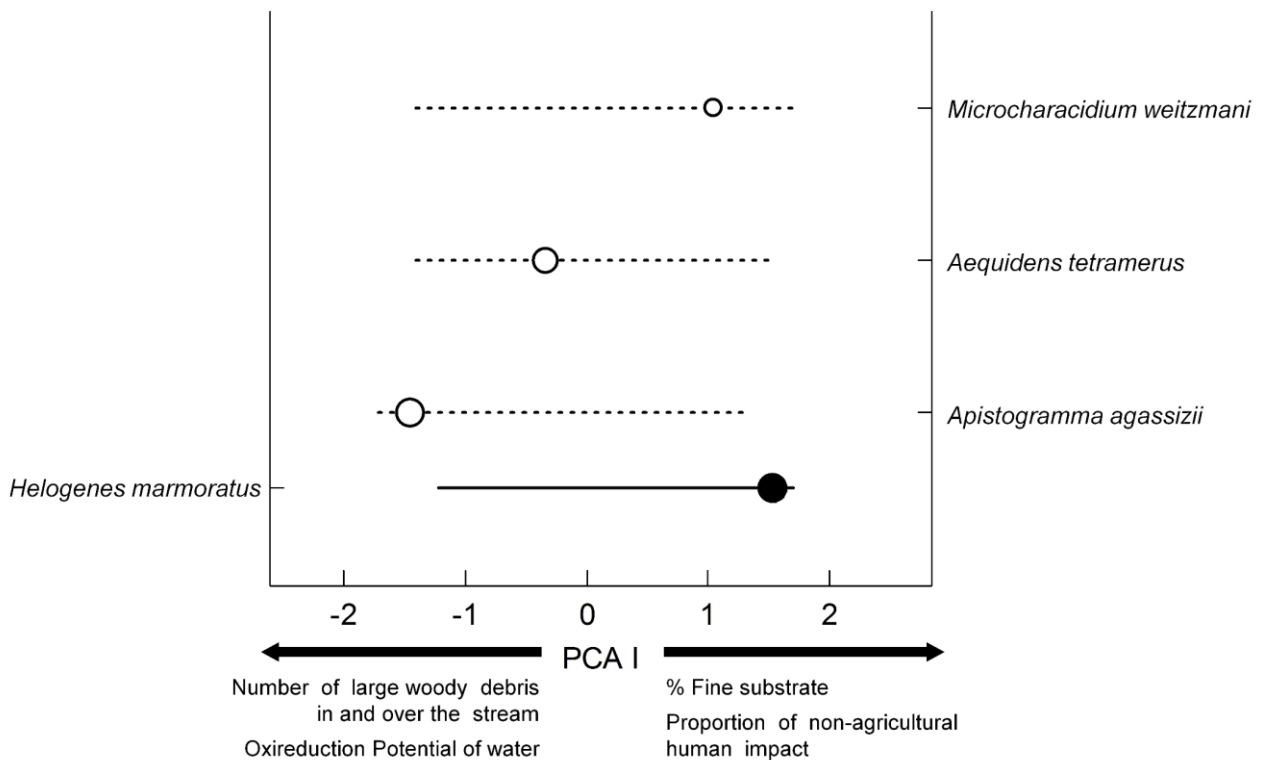 Microcharacidium weitzmani
Aequidens tetramerus
Apistogramma agassizii
Helogenes marmoratus
-2 -1 0 1 2
PCA I
Number of large woody debris
in and over the stream
Oxireduction Potential of water
% Fine substrate
Proportion of non-agricultural
human impact